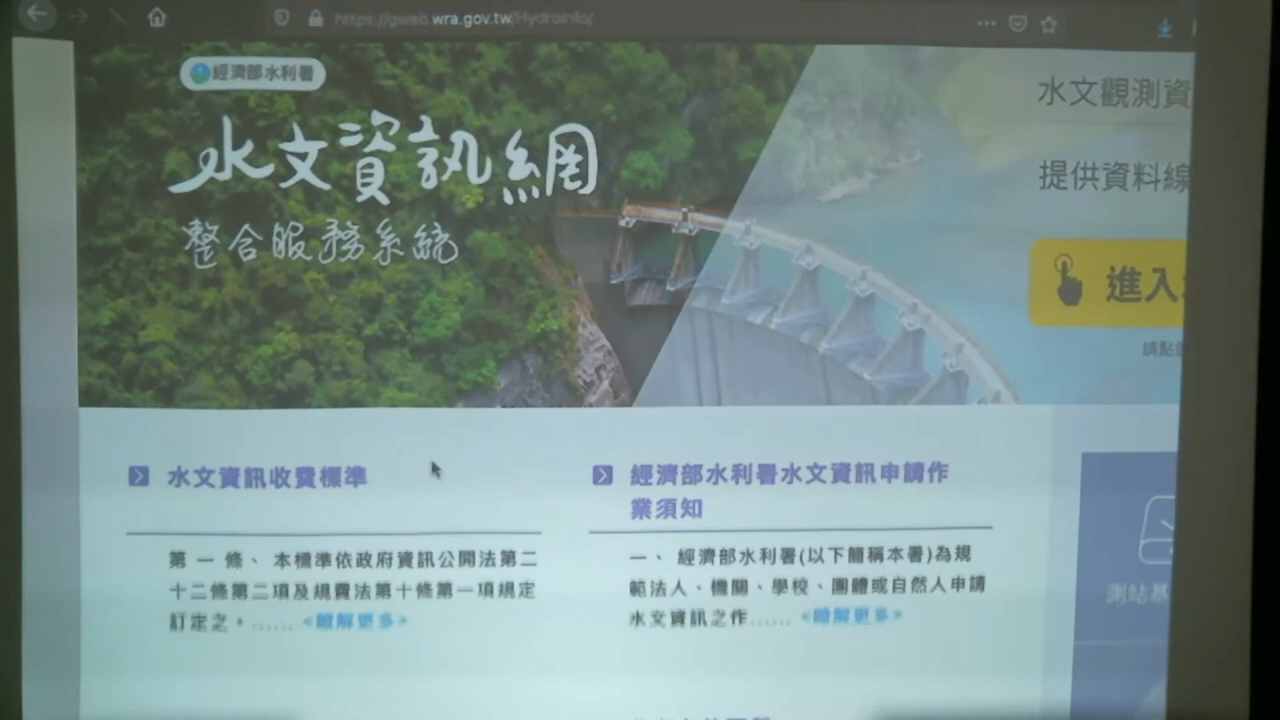 https://gweb.wra.gov.tw/Hydroinfo/
經濟部水利署
水文資訊網
整合服務系統
水文觀測資
提供資料線
進入
請點
水文資訊收費標準
第一條、本標準依政府資訊公開法第二
十二條第二項及規費法第十條第一項規定
訂定之。...... <瞭解更多>
經濟部水利署水文資訊申請作
業須知
一、 經濟部水利署(以下簡稱本署)為規
範法人、機關、學校、團體或自然人申請
水文資訊之作...... <瞭解更多>
測站基